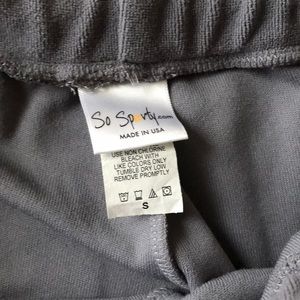 So Sporty.com
MADE IN USA
USE NON CHLORINE
BLEACH WITH
LIKE COLORS ONLY
TUMBLE DRY LOW
REMOVE PROMPTLY
S